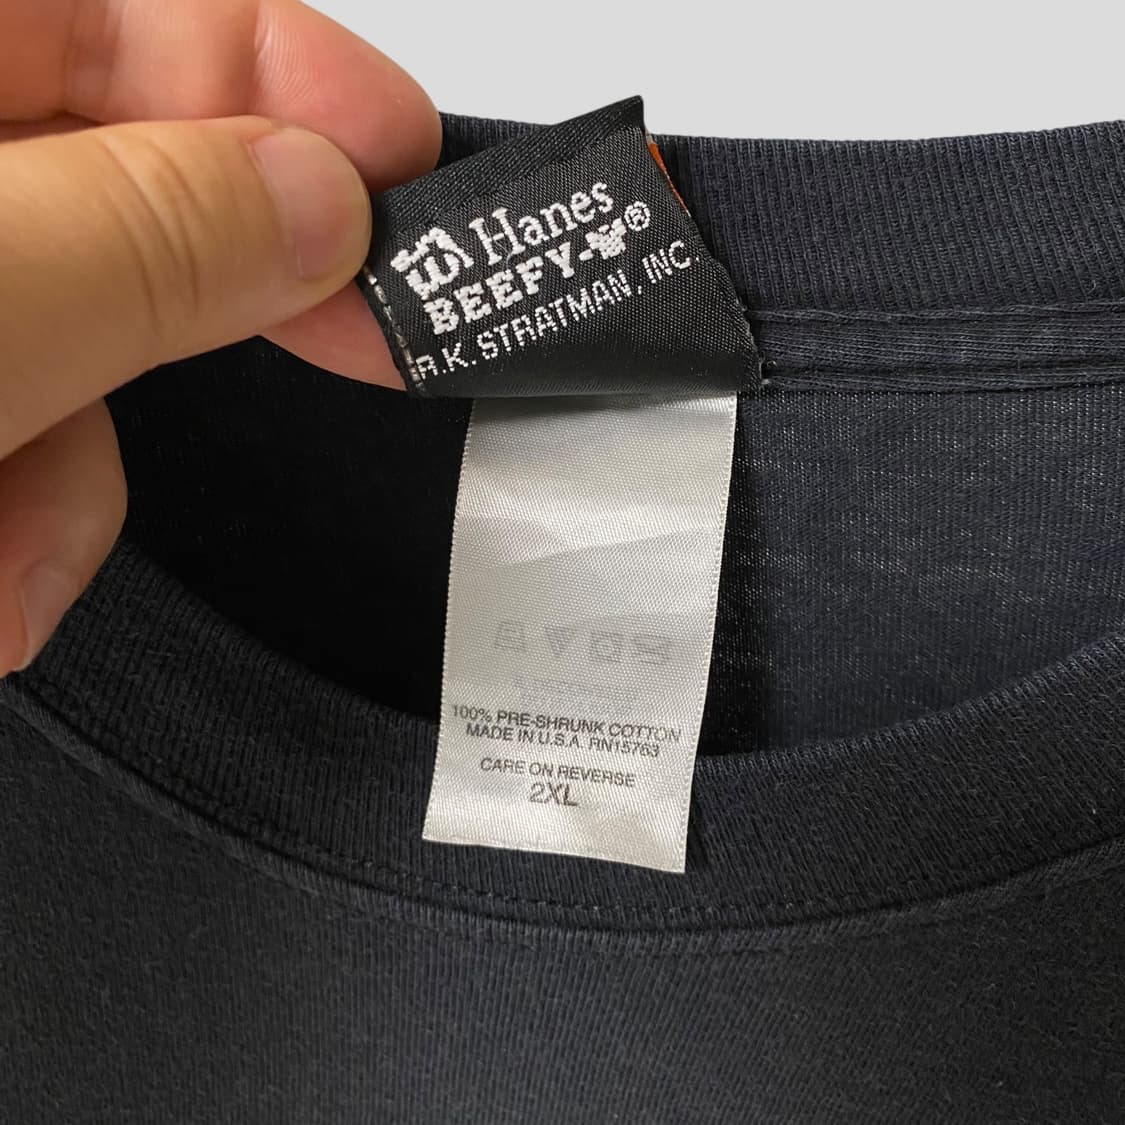 Hanes
BEEFY-T®
R.K. STRATMAN, INC.
100% PRE-SHRUNK COTTON
MADE IN U.S.A. RN15763
CARE ON REVERSE
2XL